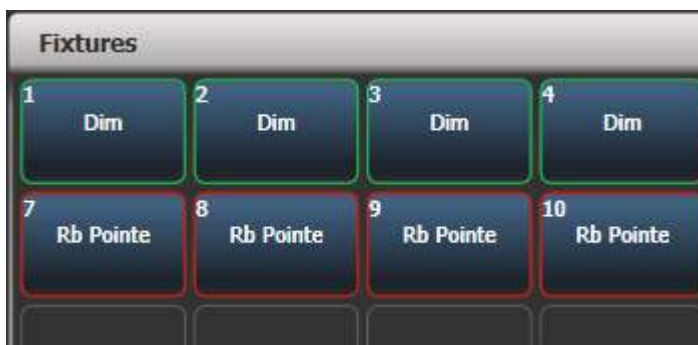 Fixtures
1 2 3 4
Dim Dim Dim Dim
7 8 9 10
Rb Pointe Rb Pointe Rb Pointe Rb Pointe